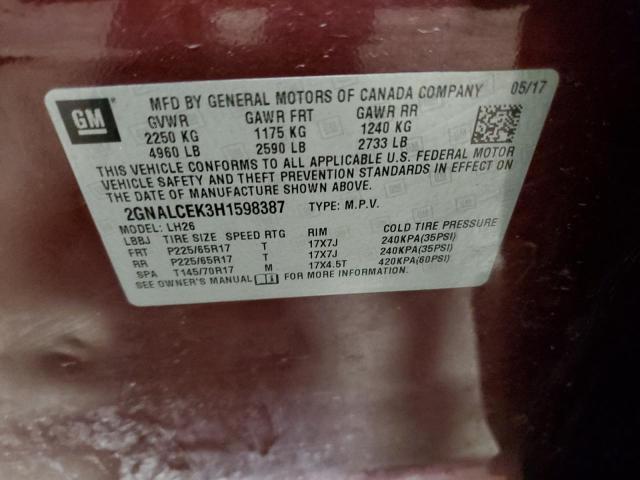 GM
MFD BY GENERAL MOTORS OF CANADA COMPANY 05/17
GVWR GAWR FRT GAWR RR
2250 KG 1175 KG 1240 KG
4960 LB 2590 LB 2733 LB
THIS VEHICLE CONFORMS TO ALL APPLICABLE U.S. FEDERAL MOTOR
VEHICLE SAFETY AND THEFT PREVENTION STANDARDS IN EFFECT ON
THE DATE OF MANUFACTURE SHOWN ABOVE.
2GNALCEK3H1598387 TYPE: M.P.V.
MODEL: LH26
LBBJ TIRE SIZE SPEED RTG RIM COLD TIRE PRESSURE
FRT P225/65R17 T 17X7J 240KPA(35PSI)
RR P225/65R17 T 17X7J 240KPA(35PSI)
SPA T145/70R17 M 17X4.5T 420KPA(60PSI)
SEE OWNER'S MANUAL FOR MORE INFORMATION.